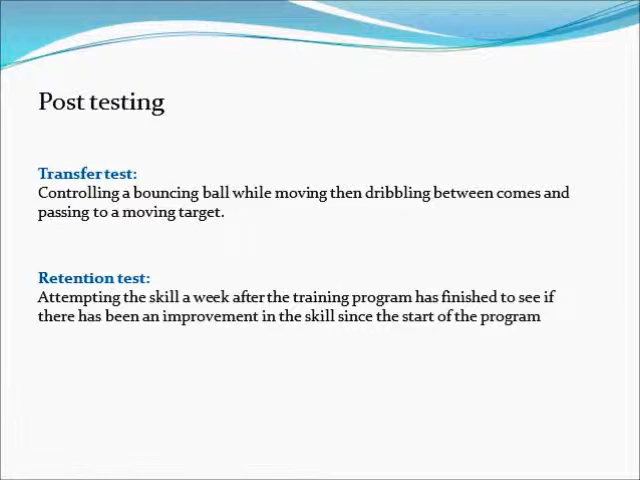 Post testing
Transfer test:
Controlling a bouncing ball while moving then dribbling between comes and
passing to a moving target.
Retention test:
Attempting the skill a week after the training program has finished to see if
there has been an improvement in the skill since the start of the program